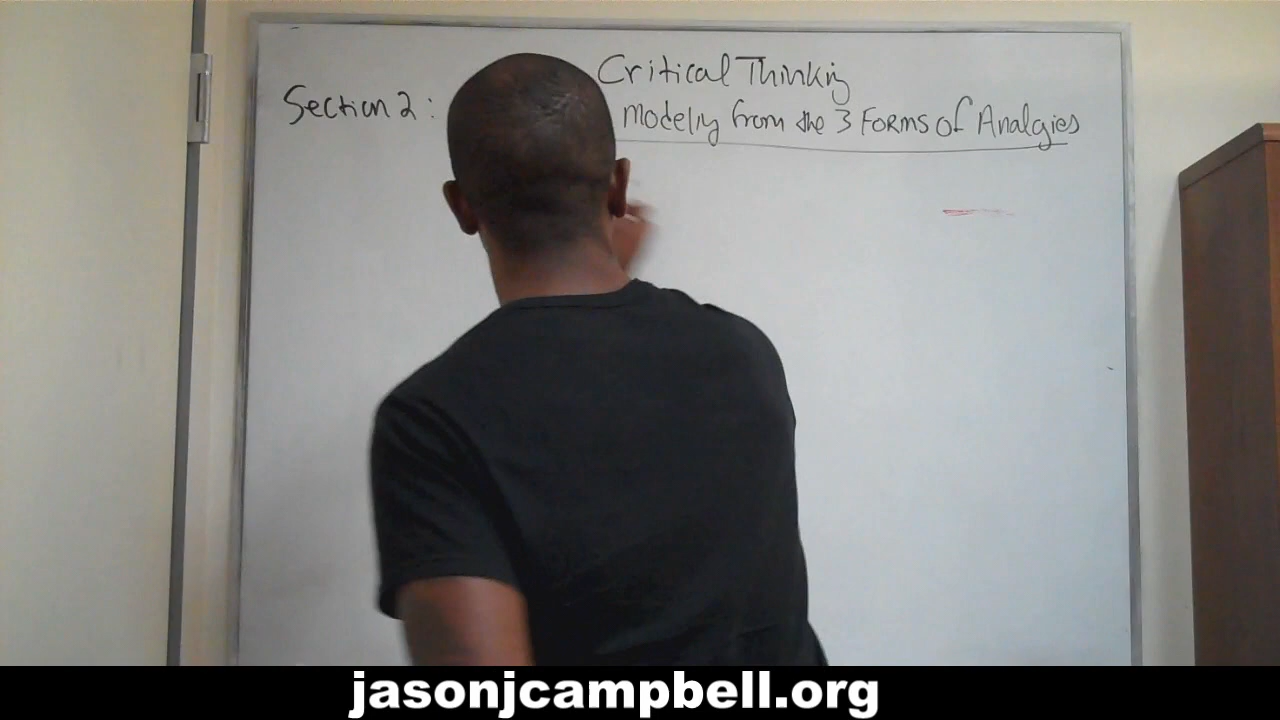 Critical Thinking
Section 2: Modeling from the 3 Forms of Analgies
jasonjcampbell.org